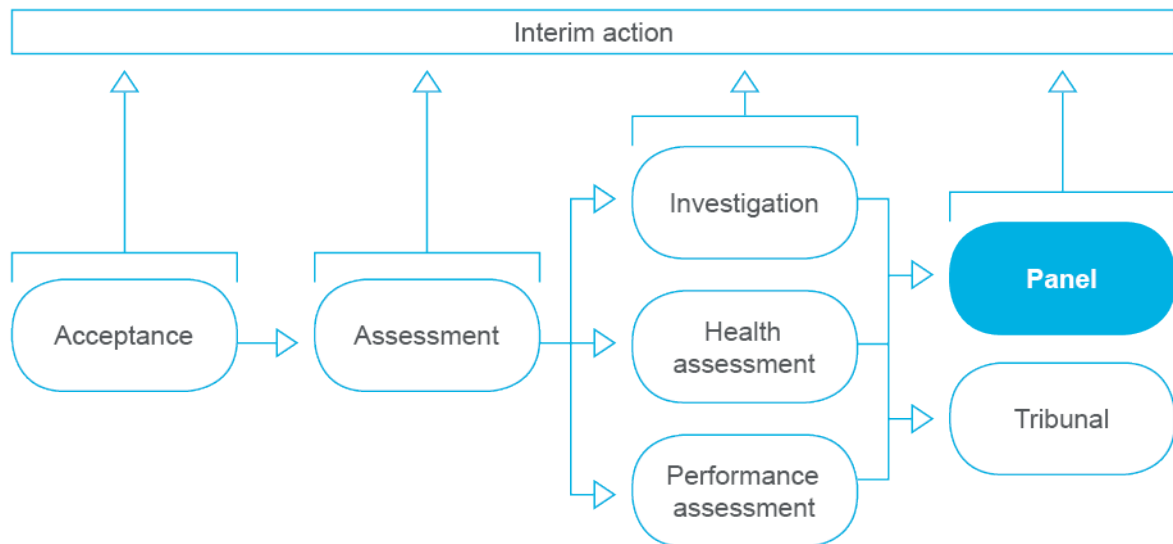 Interim action
Acceptance
Assessment
Investigation
Health
assessment
Performance
assessment
Panel
Tribunal